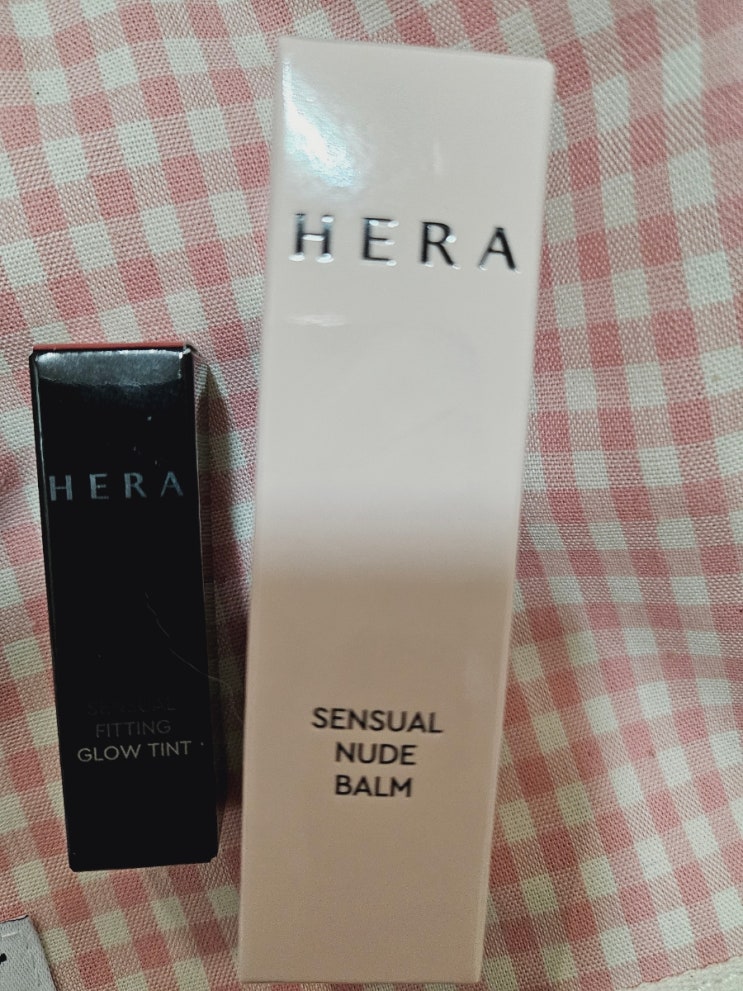 HERA
SENSUAL
FITTING
GLOW TINT
HERA
SENSUAL
NUDE
BALM